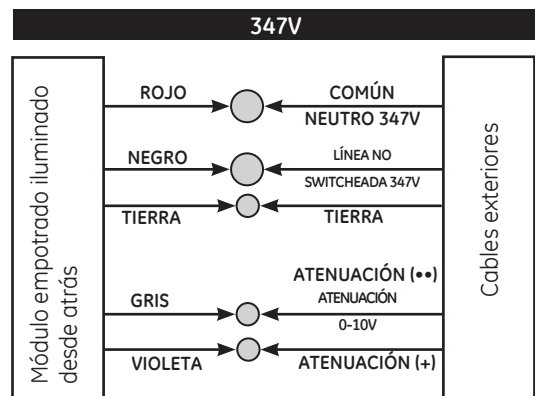 347V
Módulo empotrado iluminado
desde atrás
ROJO
COMÚN
NEUTRO 347V
NEGRO
LÍNEA NO
SWITCHEADA 347V
TIERRA
TIERRA
ATENUACIÓN (••)
GRIS
ATENUACIÓN
0-10V
VIOLETA
ATENUACIÓN (+)
Cables exteriores